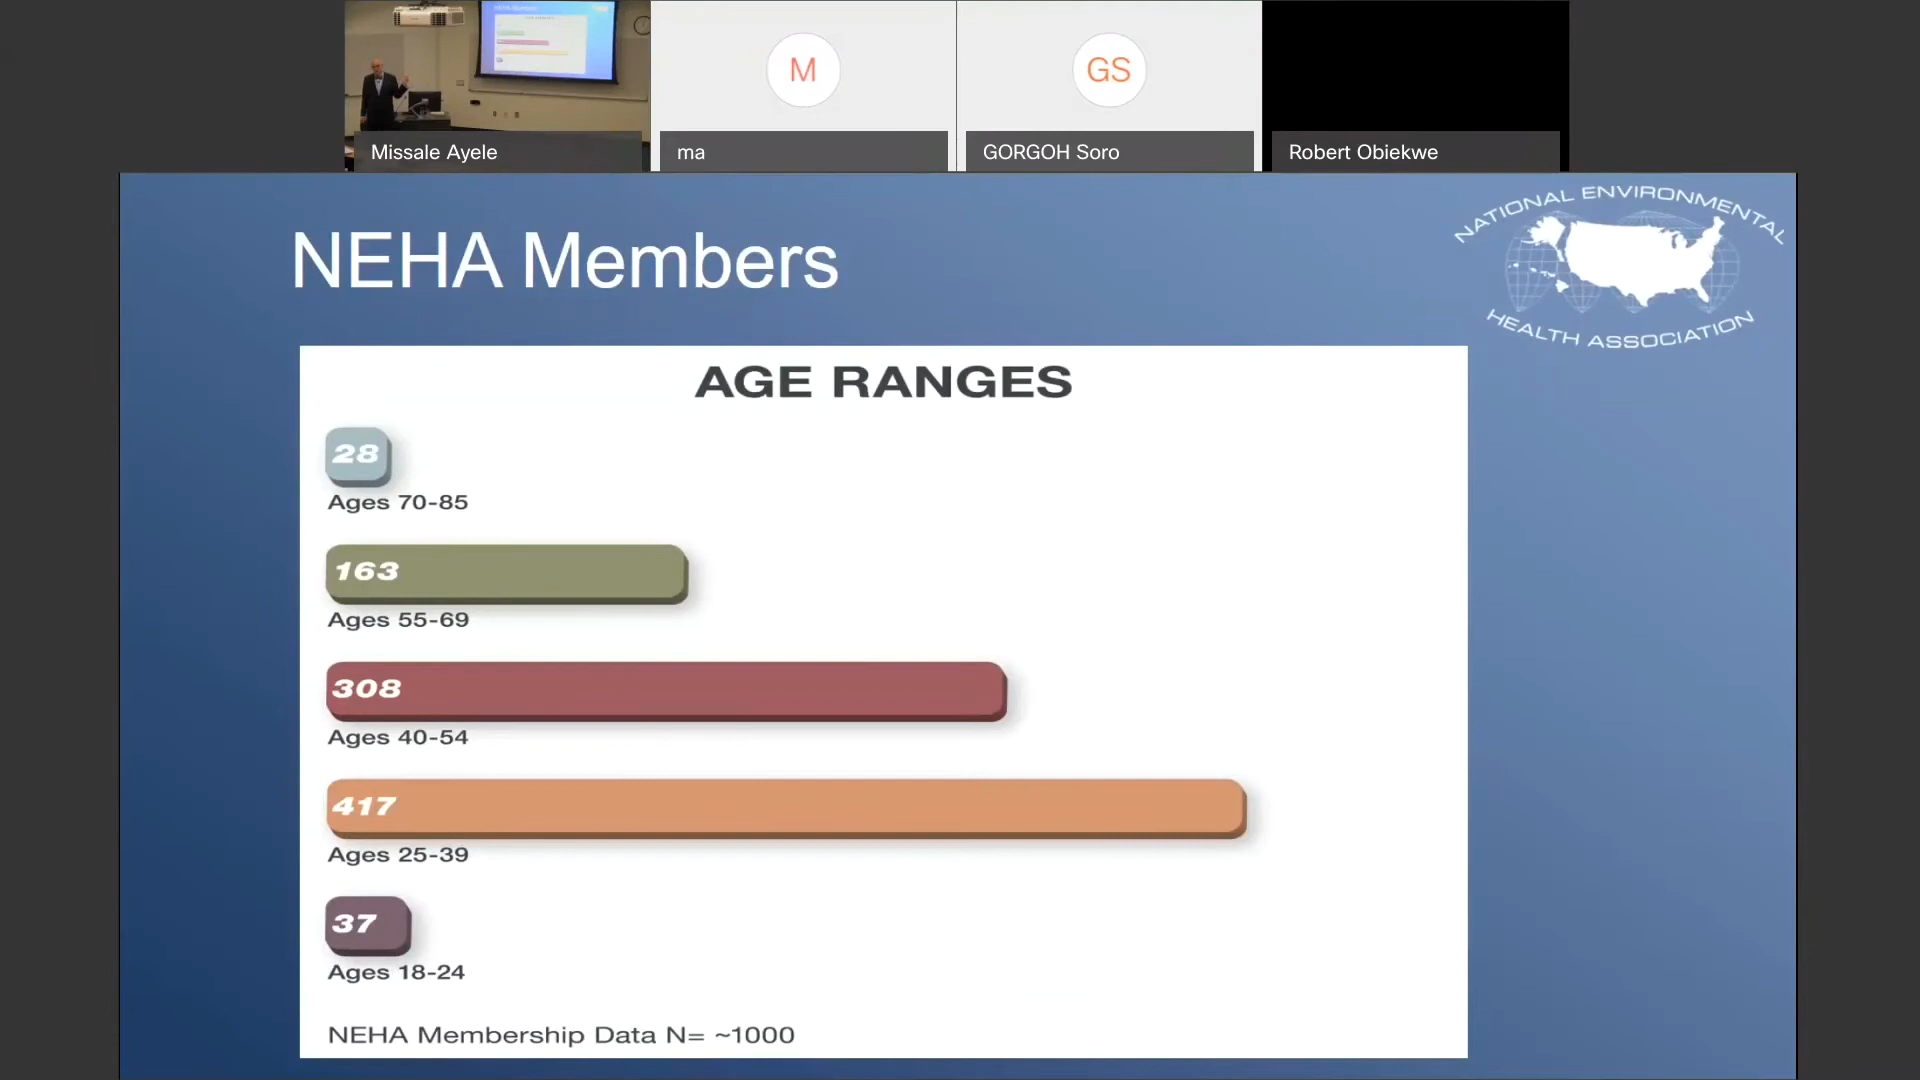 M
GS
Missale Ayele
ma
GORGOH Soro
Robert Obiekwe
NEHA Members
NATIONAL ENVIRONMENTAL
HEALTH ASSOCIATION
AGE RANGES
28
Ages 70-85
163
Ages 55-69
308
Ages 40-54
417
Ages 25-39
37
Ages 18-24
NEHA Membership Data N= ~1000